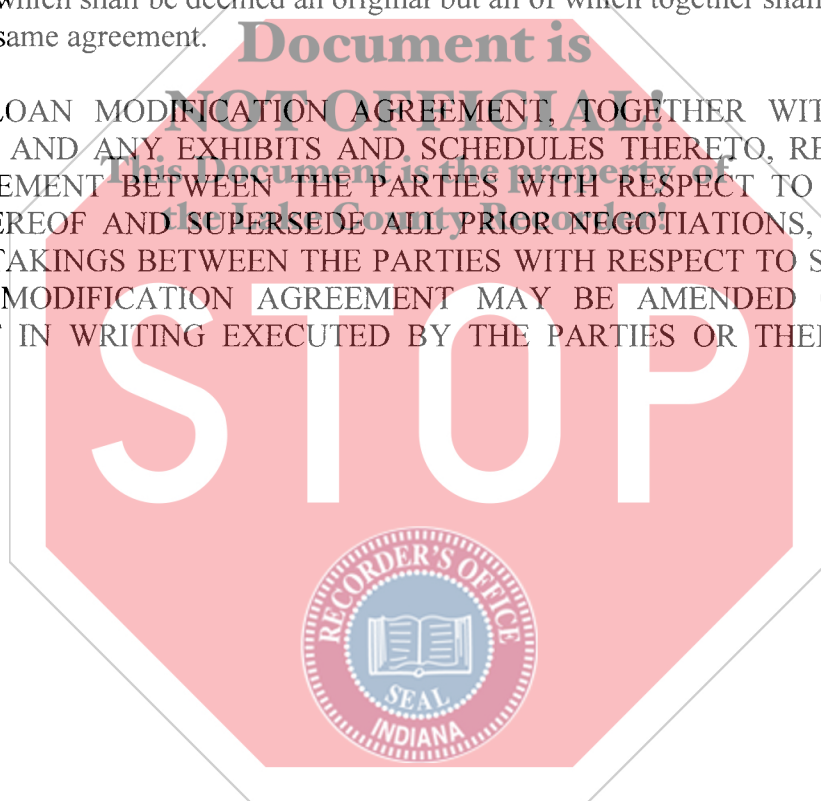 which shall be deemed an original but all of which together shall
same agreement.
Document is
LOAN MODIFICATION AGREEMENT, TOGETHER WIT
NOT OFFICIAL!
AND ANY EXHIBITS AND SCHEDULES THERETO, RE
This Document is the property of
EMENT BETWEEN THE PARTIES WITH RESPECT TO
the Lake County Recorder!
EREOF AND SUPERSEDE ALL PRIOR NEGOTIATIONS,
TAKINGS BETWEEN THE PARTIES WITH RESPECT TO S
MODIFICATION AGREEMENT MAY BE AMENDED
IN WRITING EXECUTED BY THE PARTIES OR THEI
STOP
RECORDER'S OFFICE
SEAL
INDIANA